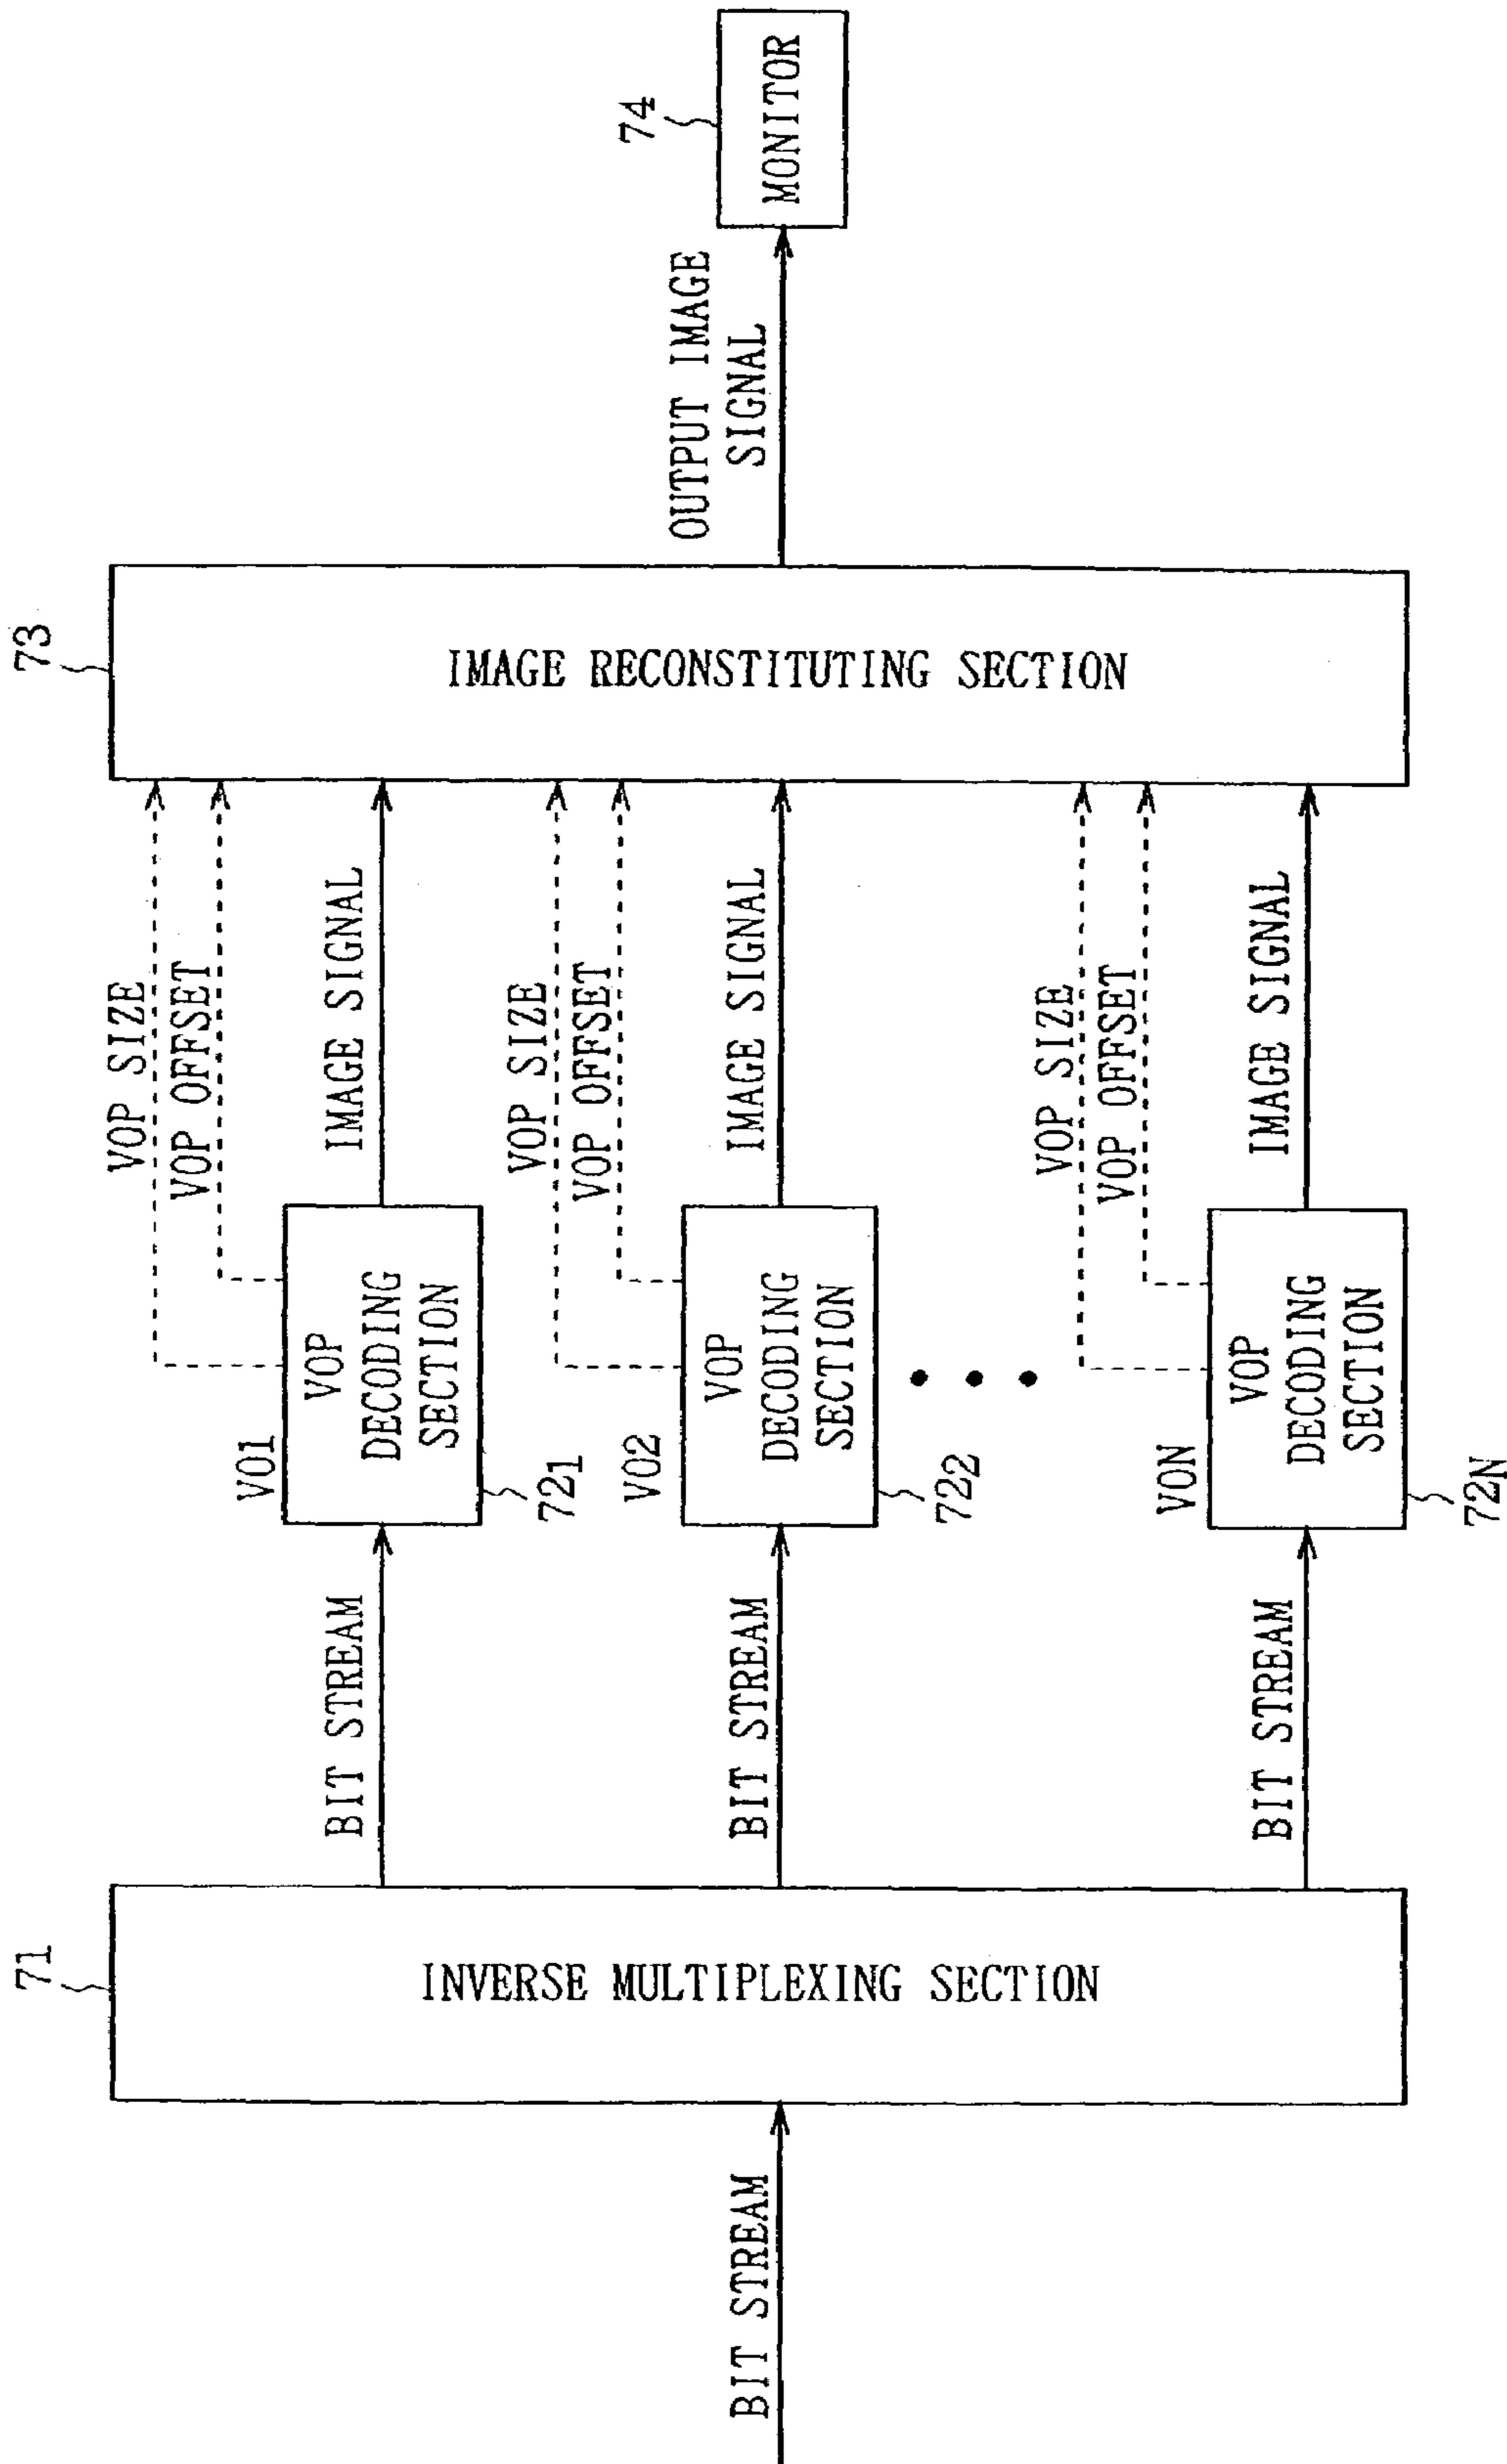 BIT STREAM
71
INVERSE MULTIPLEXING SECTION
BIT STREAM
BIT STREAM
BIT STREAM
VO1
VOP
DECODING
SECTION
72₁
VO2
VOP
DECODING
SECTION
72₂
VON
VOP
DECODING
SECTION
72N
VOP SIZE
VOP OFFSET
IMAGE SIGNAL
VOP SIZE
VOP OFFSET
IMAGE SIGNAL
VOP SIZE
VOP OFFSET
IMAGE SIGNAL
73
IMAGE RECONSTITUTING SECTION
OUTPUT IMAGE
SIGNAL
74
MONITOR